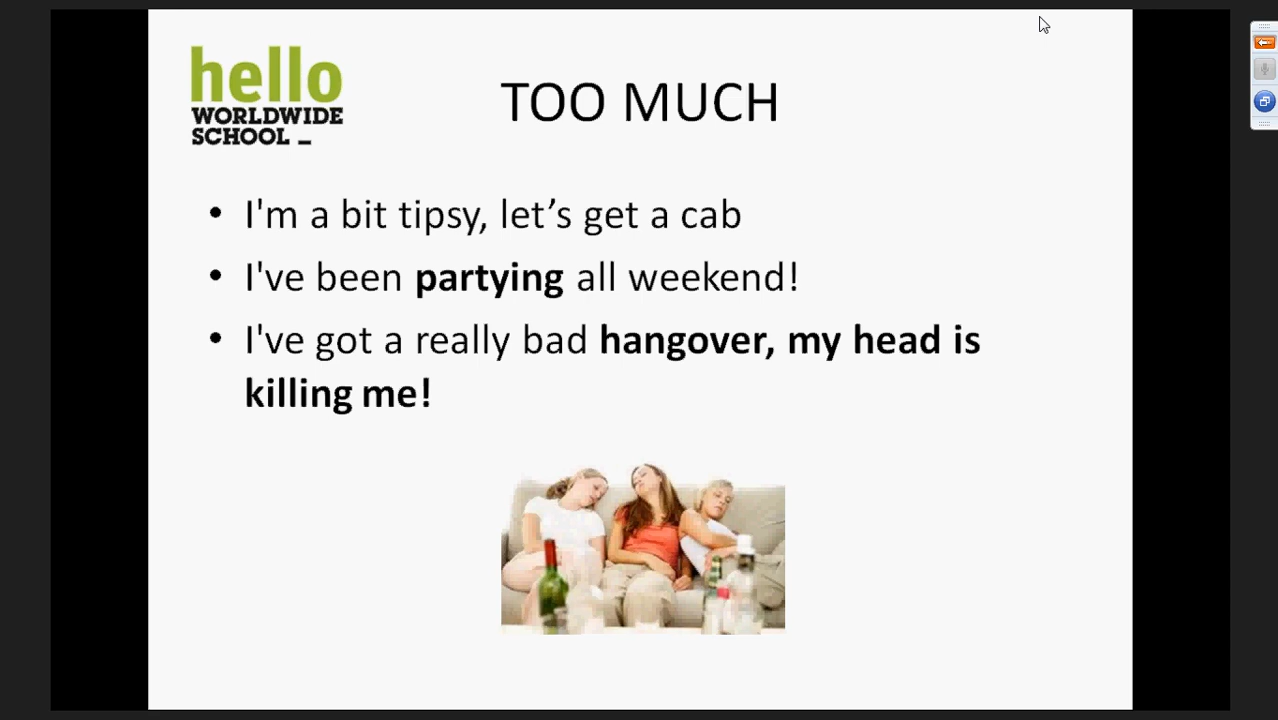 hello
WORLDWIDE
SCHOOL _
TOO MUCH
• I'm a bit tipsy, let’s get a cab
• I've been partying all weekend!
• I've got a really bad hangover, my head is
killing me!